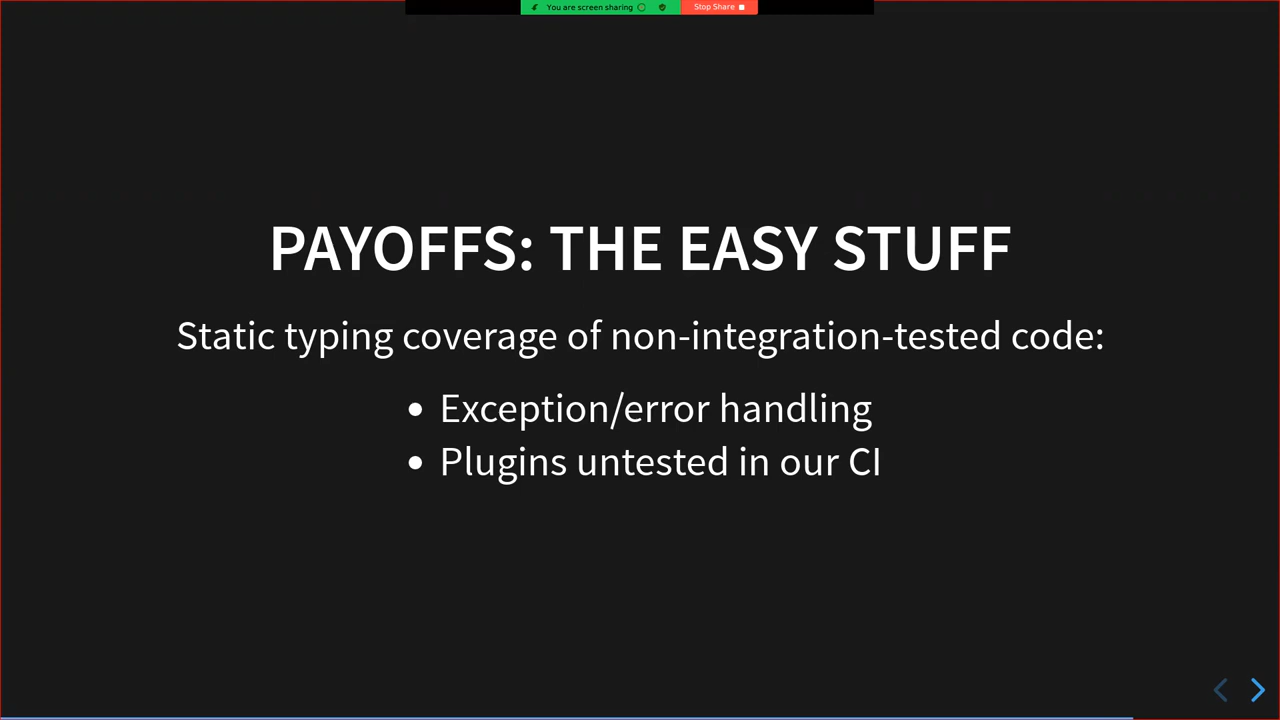 You are screen sharing
Stop Share
PAYOFFS: THE EASY STUFF
Static typing coverage of non-integration-tested code:
• Exception/error handling
• Plugins untested in our CI